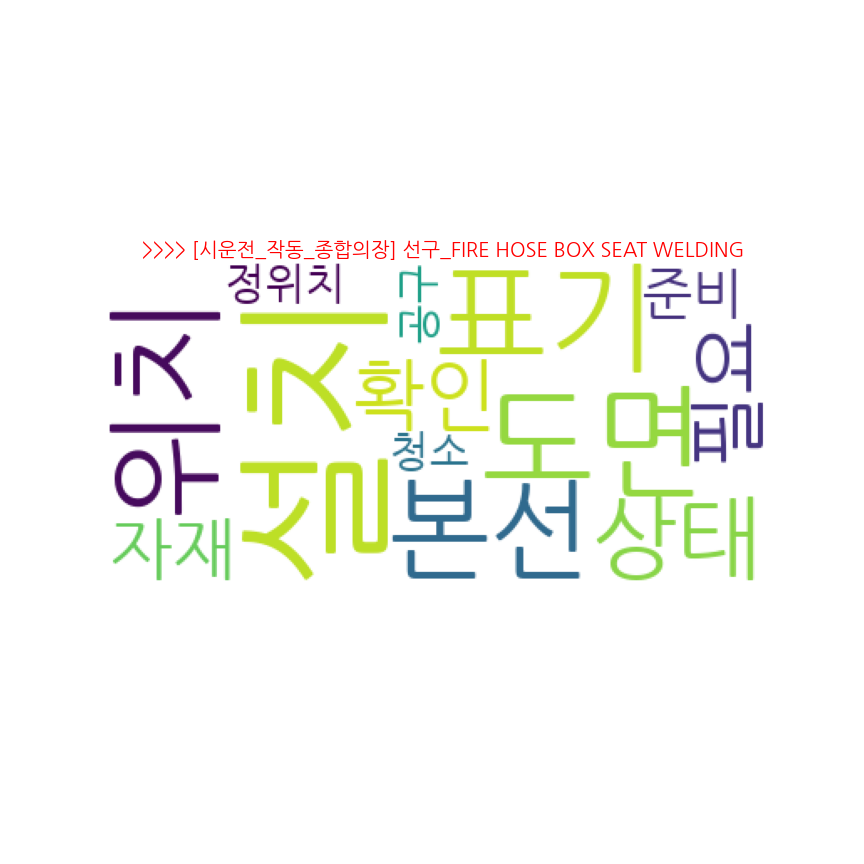 >>>> [시운전_작동_종합의장] 선구_FIRE HOSE BOX SEAT WELDING
정위치
공구
표기
준비
위치
설치
확인
필요
도면
청소
본선
상태
자재